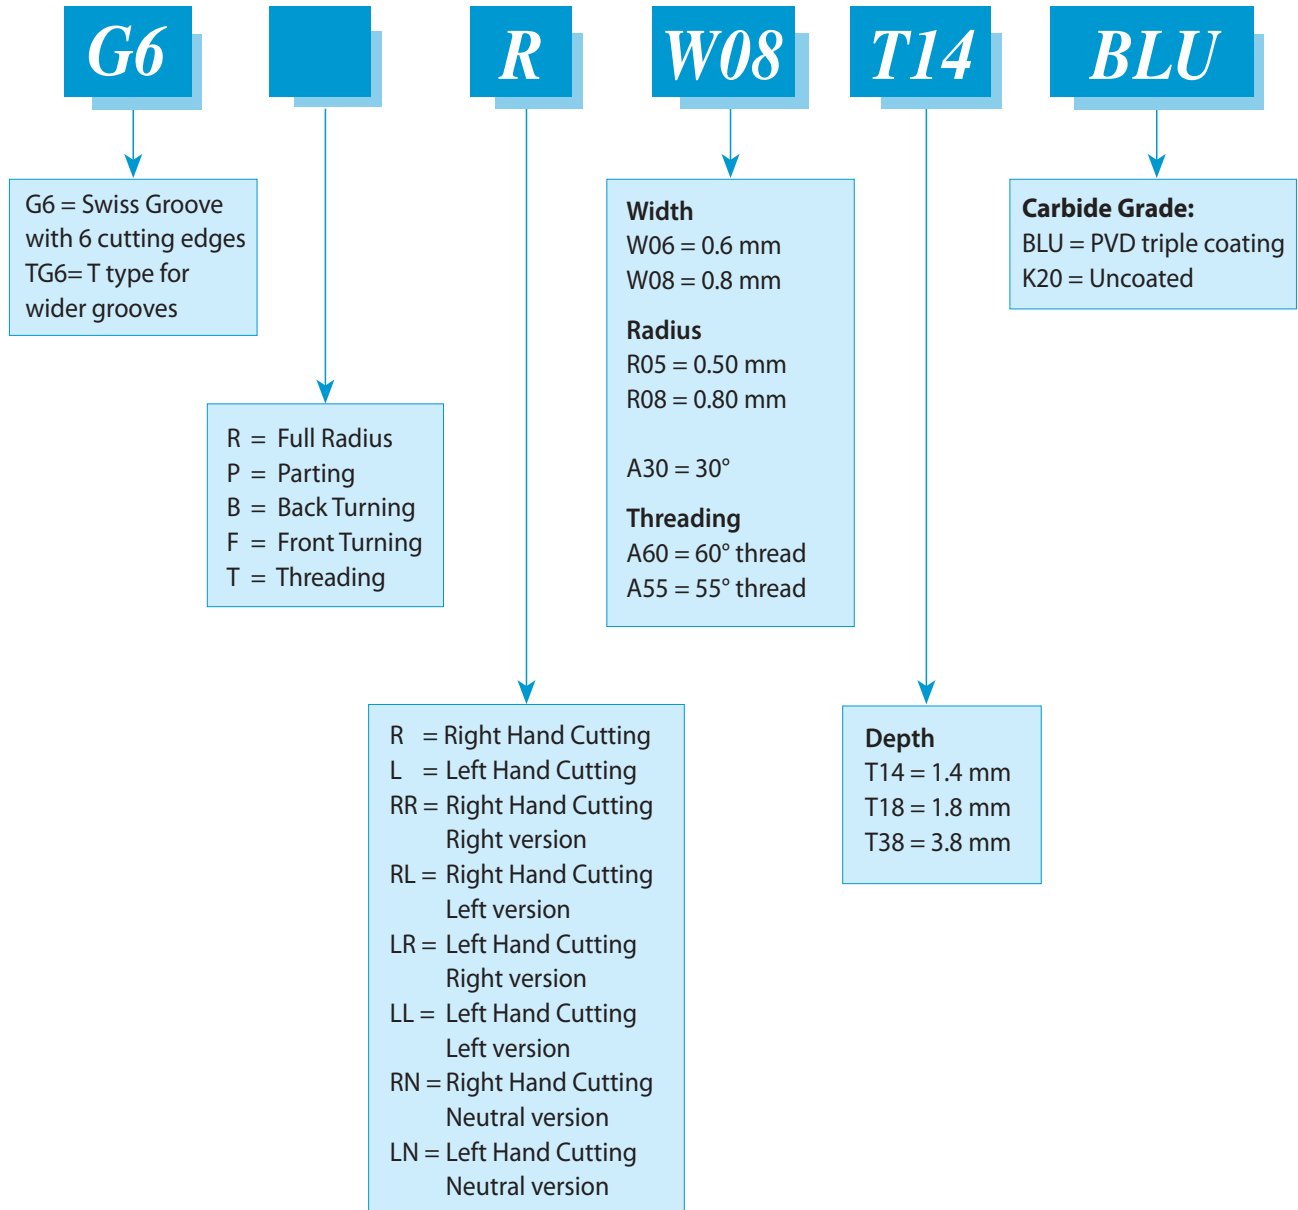 G6 R W08 T14 BLU
G6 = Swiss Groove
with 6 cutting edges
TG6= T type for
wider grooves
R = Full Radius
P = Parting
B = Back Turning
F = Front Turning
T = Threading
R = Right Hand Cutting
L = Left Hand Cutting
RR = Right Hand Cutting
Right version
RL = Right Hand Cutting
Left version
LR = Left Hand Cutting
Right version
LL = Left Hand Cutting
Left version
RN = Right Hand Cutting
Neutral version
LN = Left Hand Cutting
Neutral version
Width
W06 = 0.6 mm
W08 = 0.8 mm
Radius
R05 = 0.50 mm
R08 = 0.80 mm
A30 = 30°
Threading
A60 = 60° thread
A55 = 55° thread
Depth
T14 = 1.4 mm
T18 = 1.8 mm
T38 = 3.8 mm
Carbide Grade:
BLU = PVD triple coating
K20 = Uncoated